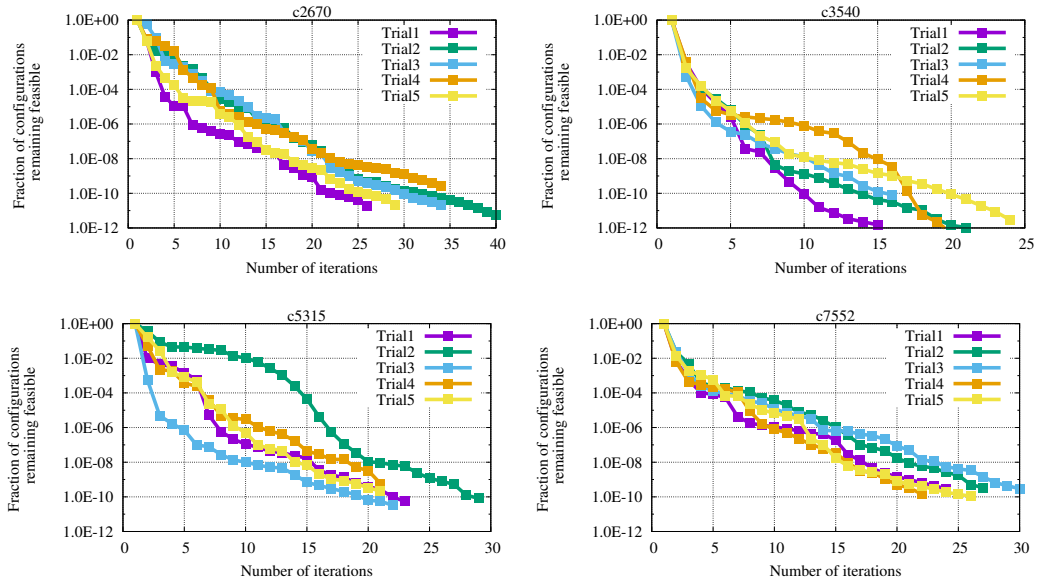 c2670
1.0E+00
1.0E-02
1.0E-04
1.0E-06
1.0E-08
1.0E-10
1.0E-12
0 5 10 15 20 25 30 35 40
Fraction of configurations
remaining feasible
Number of iterations
Trial1
Trial2
Trial3
Trial4
Trial5
c3540
1.0E+00
1.0E-02
1.0E-04
1.0E-06
1.0E-08
1.0E-10
1.0E-12
0 5 10 15 20 25
Fraction of configurations
remaining feasible
Number of iterations
Trial1
Trial2
Trial3
Trial4
Trial5
c5315
1.0E+00
1.0E-02
1.0E-04
1.0E-06
1.0E-08
1.0E-10
1.0E-12
0 5 10 15 20 25 30
Fraction of configurations
remaining feasible
Number of iterations
Trial1
Trial2
Trial3
Trial4
Trial5
c7552
1.0E+00
1.0E-02
1.0E-04
1.0E-06
1.0E-08
1.0E-10
1.0E-12
0 5 10 15 20 25 30
Fraction of configurations
remaining feasible
Number of iterations
Trial1
Trial2
Trial3
Trial4
Trial5